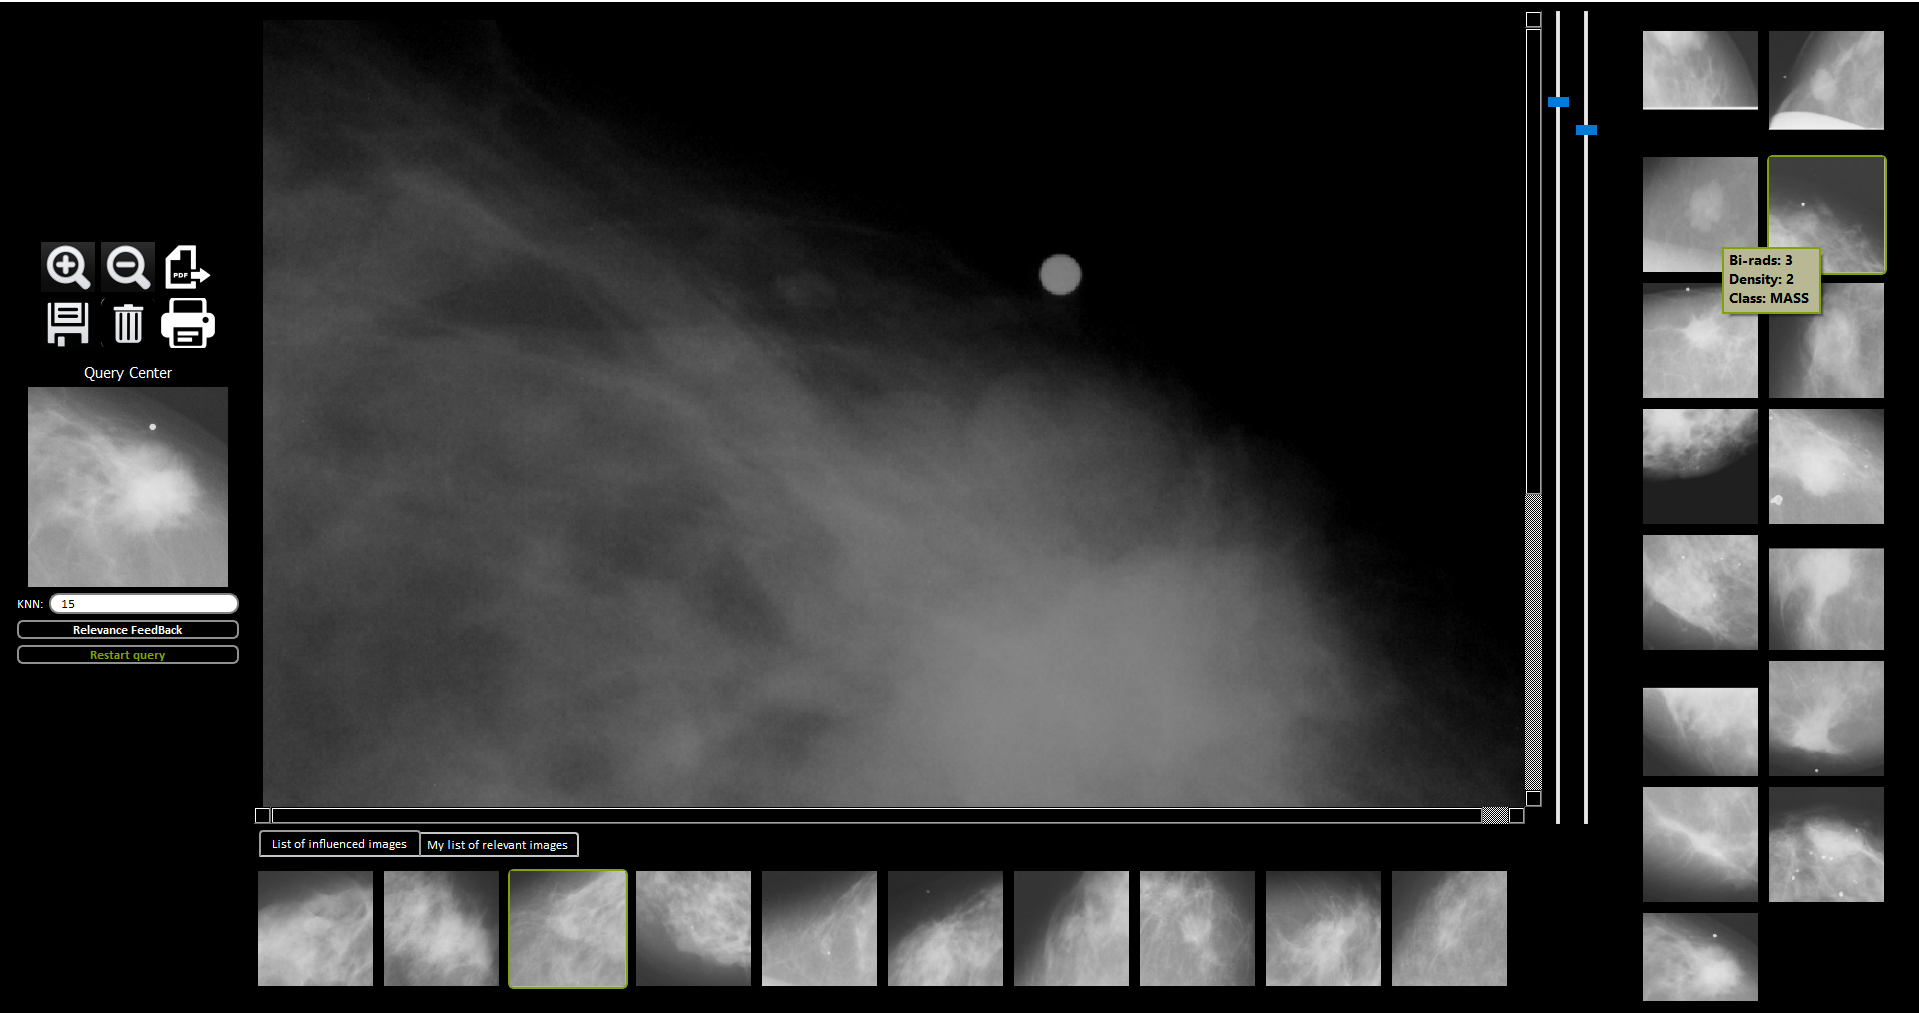 PDF
Query Center
KNN: 15
Relevance FeedBack
Restart query
List of influenced images
My list of relevant images
Bi-rads: 3
Density: 2
Class: MASS